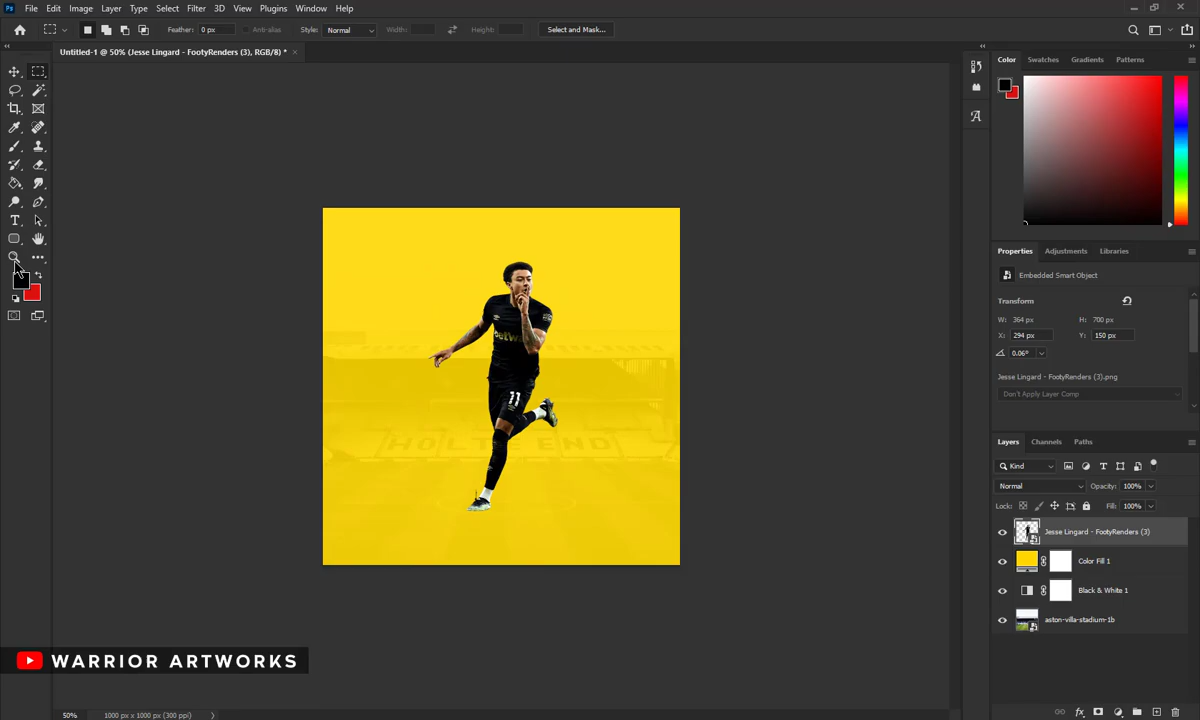 Ps File Edit Image Layer Type Select Filter 3D View Plugins Window Help
Feather: 0 px Anti-alias Style: Normal Width: Height: Select and Mask...
Untitled-1 @ 50% (Jesse Lingard - FootyRenders (3), RGB/8) * ×
Color Swatches Gradients Patterns
Properties Adjustments Libraries
Embedded Smart Object
Transform
W: 364 px H: 700 px
X: 294 px Y: 150 px
0.06°
Jesse Lingard - FootyRenders (3).png
Don't Apply Layer Comp
Layers Channels Paths
Kind
Normal Opacity: 100%
Lock: Fill: 100%
Jesse Lingard - FootyRenders (3)
Color Fill 1
Black & White 1
aston-villa-stadium-1b
11
HOLTE END
WARRIOR ARTWORKS
50% 1000 px x 1000 px (300 ppi)